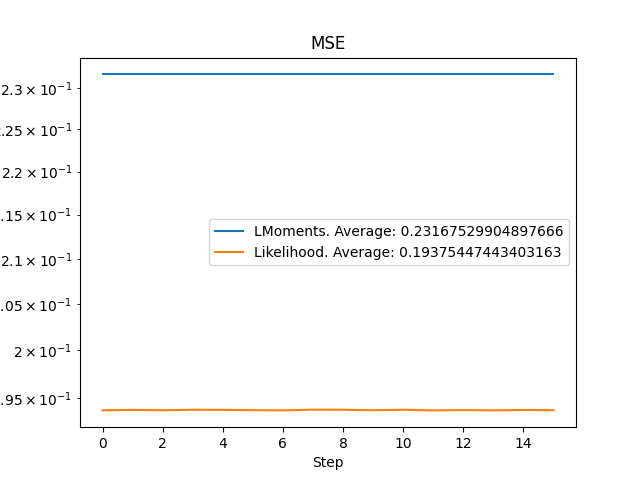 MSE
2.3 × 10⁻¹
2.25 × 10⁻¹
2.2 × 10⁻¹
.15 × 10⁻¹
2.1 × 10⁻¹
.05 × 10⁻¹
2 × 10⁻¹
.95 × 10⁻¹
LMoments. Average: 0.23167529904897666
Likelihood. Average: 0.19375447443403163
0 2 4 6 8 10 12 14
Step